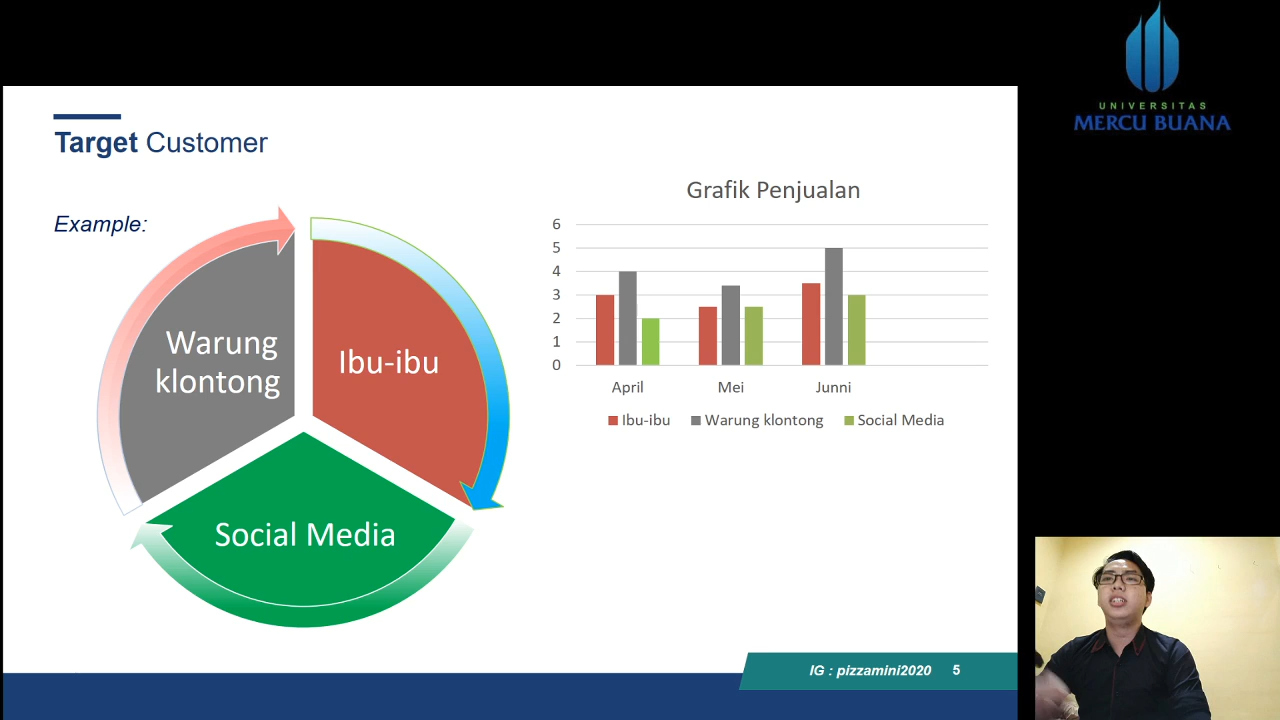 UNIVERSITAS
MERCU BUANA
Target Customer
Example:
Warung
klontong
Ibu-ibu
Social Media
Grafik Penjualan
6
5
4
3
2
1
0
April Mei Junni
Ibu-ibu Warung klontong Social Media
IG : pizzamini2020 5